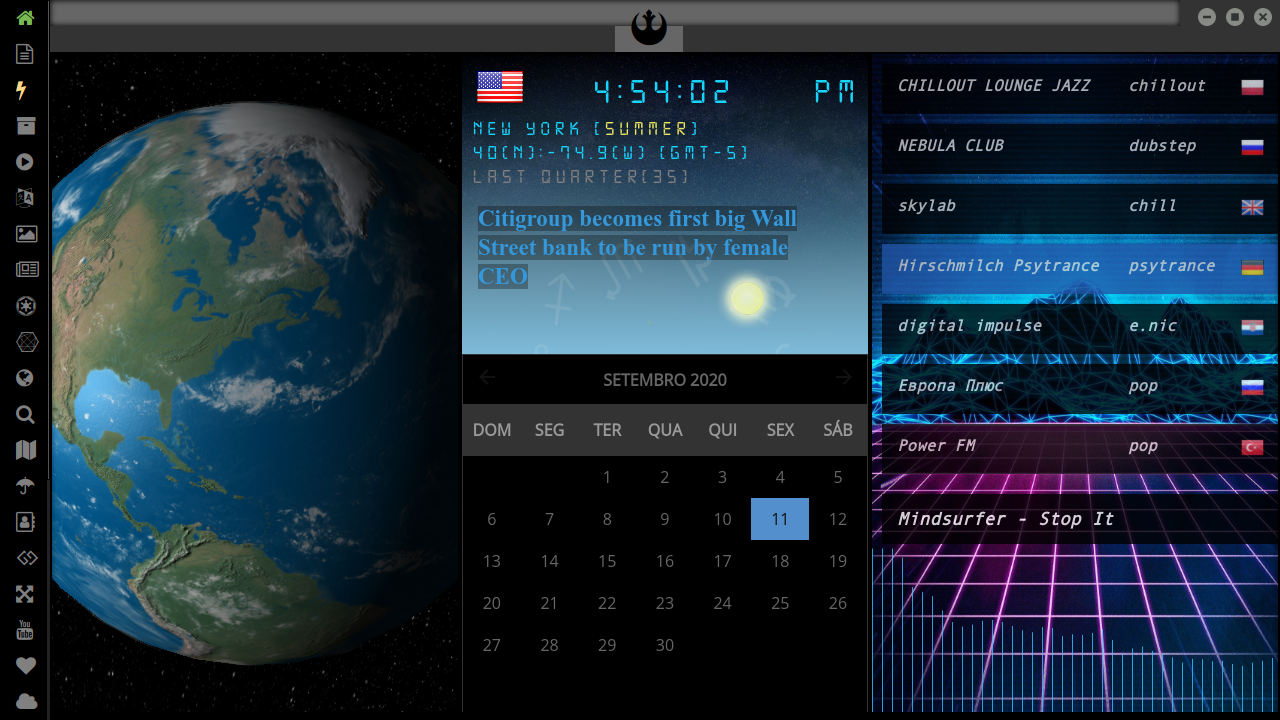 4:54:02 PM
NEW YORK (SUMMER)
40(N):-74.9(W) (GMT-5)
LAST QUARTER(35)
Citigroup becomes first big Wall
Street bank to be run by female
CEO
SETEMBRO 2020
DOM SEG TER QUA QUI SEX SÁB
1 2 3 4 5
6 7 8 9 10 11 12
13 14 15 16 17 18 19
20 21 22 23 24 25 26
27 28 29 30
CHILLOUT LOUNGE JAZZ chillout
NEBULA CLUB dubstep
skylab chill
Hirschmilch Psytrance psytrance
digital impulse e.nic
Европа Плюс pop
Power FM pop
Mindsurfer - Stop It
You
Tube